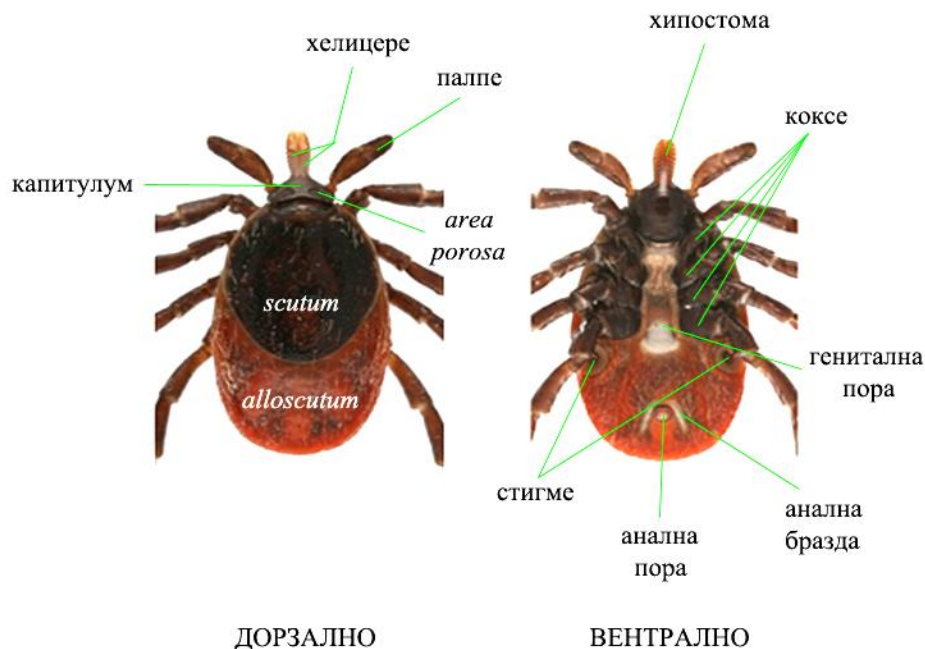 хелицере
палпе
капитулум
area
porosa
scutum
alloscutum
хипостома
коксе
генитална
пора
стигме
анална
пора
анална
бразда
ДОРЗАЛНО
ВЕНТРАЛНО